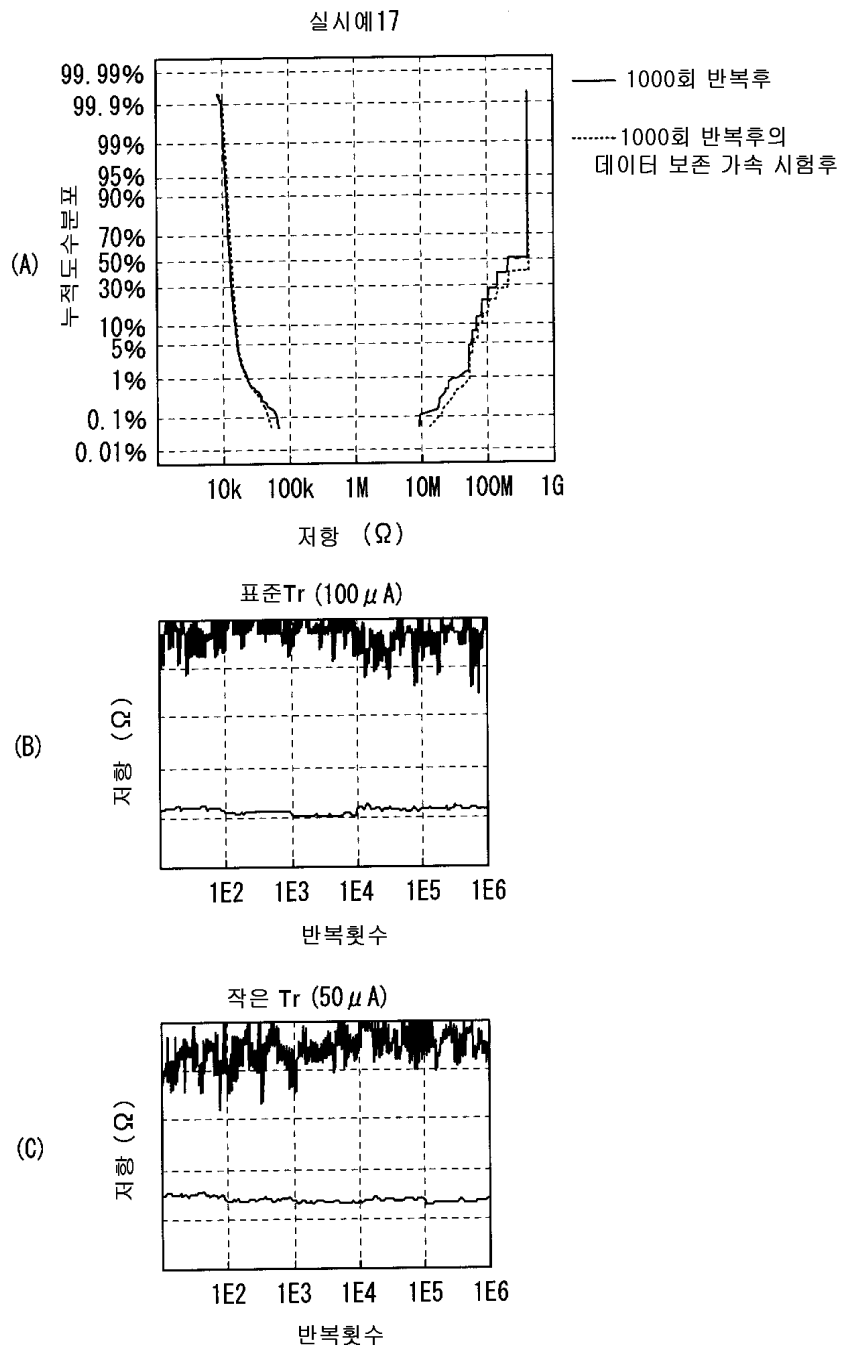 실시예17
99.99%
99.9%
99%
95%
90%
70%
50%
30%
10%
5%
1%
0.1%
0.01%
누적도수분포
(A)
10k 100k 1M 10M 100M 1G
저항 (Ω)
1000회 반복후
1000회 반복후의
데이터 보존 가속 시험후
표준Tr (100μA)
(B)
저항 (Ω)
1E2 1E3 1E4 1E5 1E6
반복횟수
작은 Tr (50μA)
(C)
저항 (Ω)
1E2 1E3 1E4 1E5 1E6
반복횟수